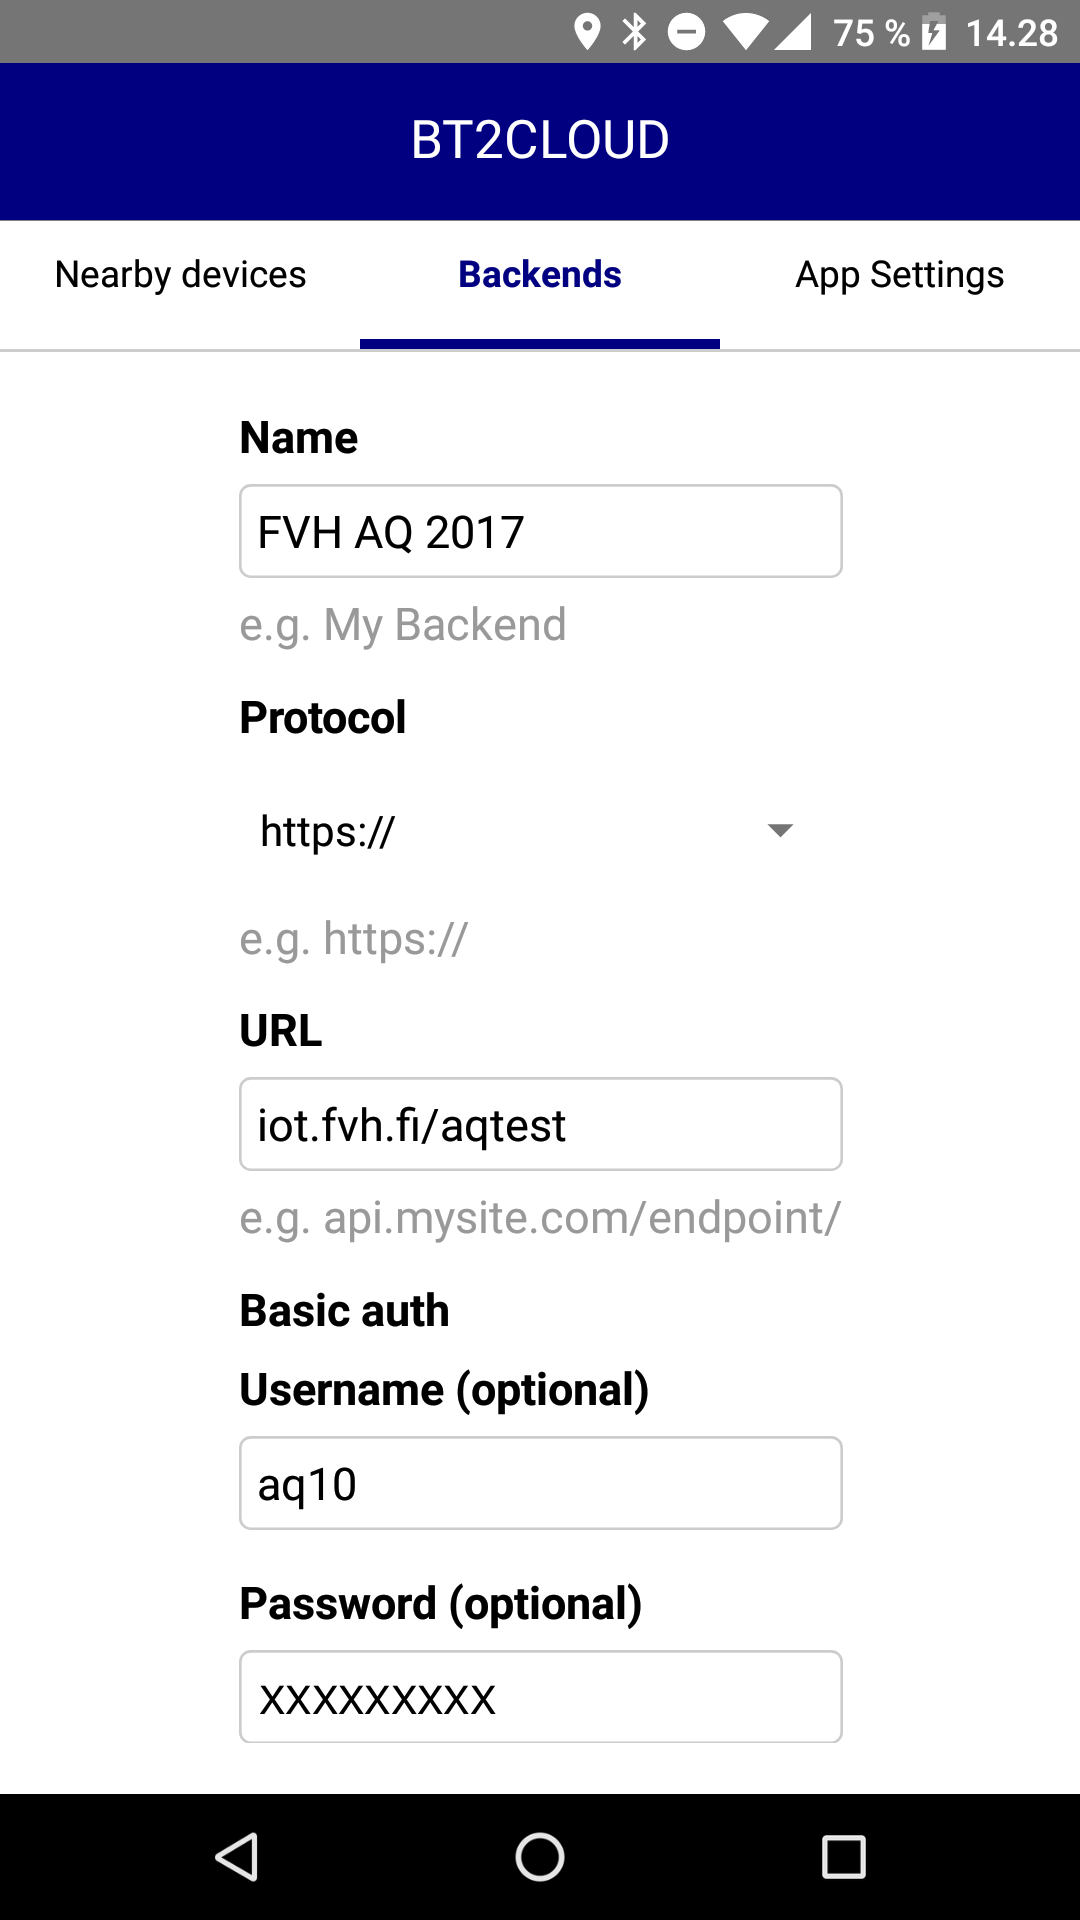 75 % 14.28
BT2CLOUD
Nearby devices Backends App Settings
Name
FVH AQ 2017
e.g. My Backend
Protocol
https://
e.g. https://
URL
iot.fvh.fi/aqtest
e.g. api.mysite.com/endpoint/
Basic auth
Username (optional)
aq10
Password (optional)
XXXXXXXXX